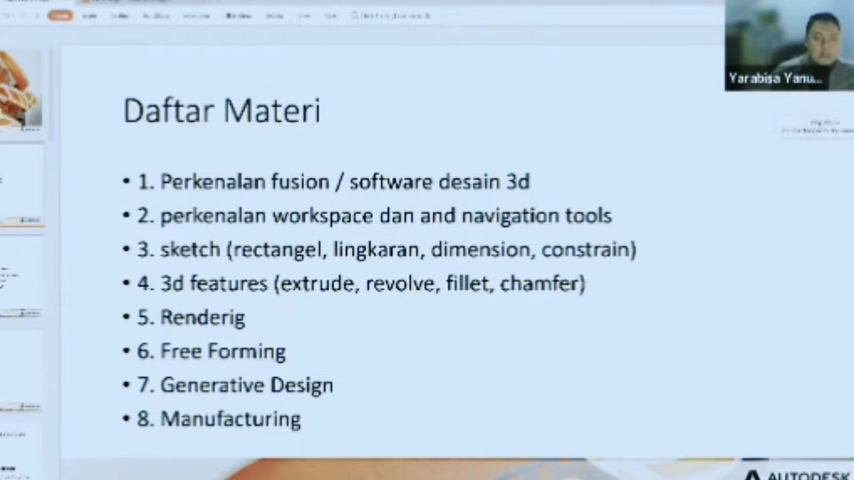 Yarabisa Yanu...
Daftar Materi
• 1. Perkenalan fusion / software desain 3d
• 2. perkenalan workspace dan and navigation tools
• 3. sketch (rectangel, lingkaran, dimension, constrain)
• 4. 3d features (extrude, revolve, fillet, chamfer)
• 5. Renderig
• 6. Free Forming
• 7. Generative Design
• 8. Manufacturing
AUTODESK